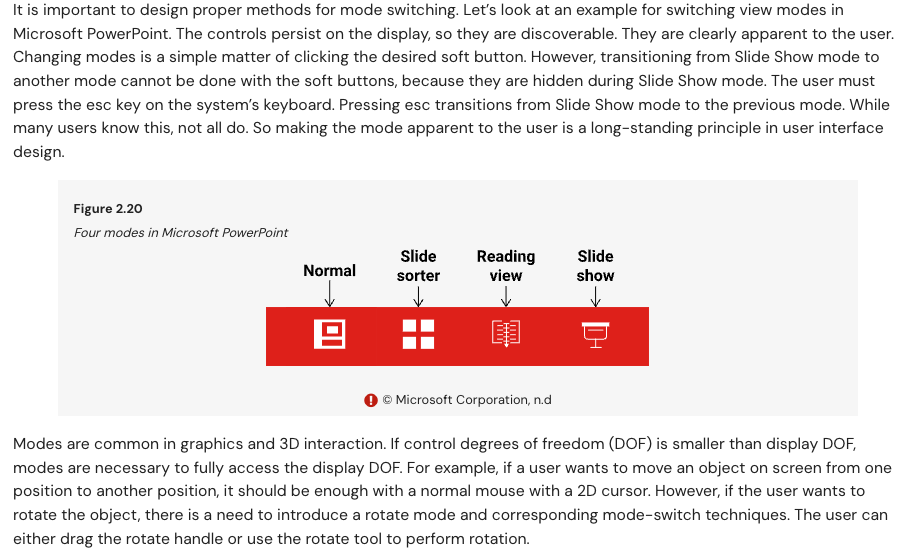 It is important to design proper methods for mode switching. Let’s look at an example for switching view modes in
Microsoft PowerPoint. The controls persist on the display, so they are discoverable. They are clearly apparent to the user.
Changing modes is a simple matter of clicking the desired soft button. However, transitioning from Slide Show mode to
another mode cannot be done with the soft buttons, because they are hidden during Slide Show mode. The user must
press the esc key on the system’s keyboard. Pressing esc transitions from Slide Show mode to the previous mode. While
many users know this, not all do. So making the mode apparent to the user is a long-standing principle in user interface
design.
Figure 2.20
Four modes in Microsoft PowerPoint
Normal
Slide
sorter
Reading
view
Slide
show
© Microsoft Corporation, n.d
Modes are common in graphics and 3D interaction. If control degrees of freedom (DOF) is smaller than display DOF,
modes are necessary to fully access the display DOF. For example, if a user wants to move an object on screen from one
position to another position, it should be enough with a normal mouse with a 2D cursor. However, if the user wants to
rotate the object, there is a need to introduce a rotate mode and corresponding mode-switch techniques. The user can
either drag the rotate handle or use the rotate tool to perform rotation.